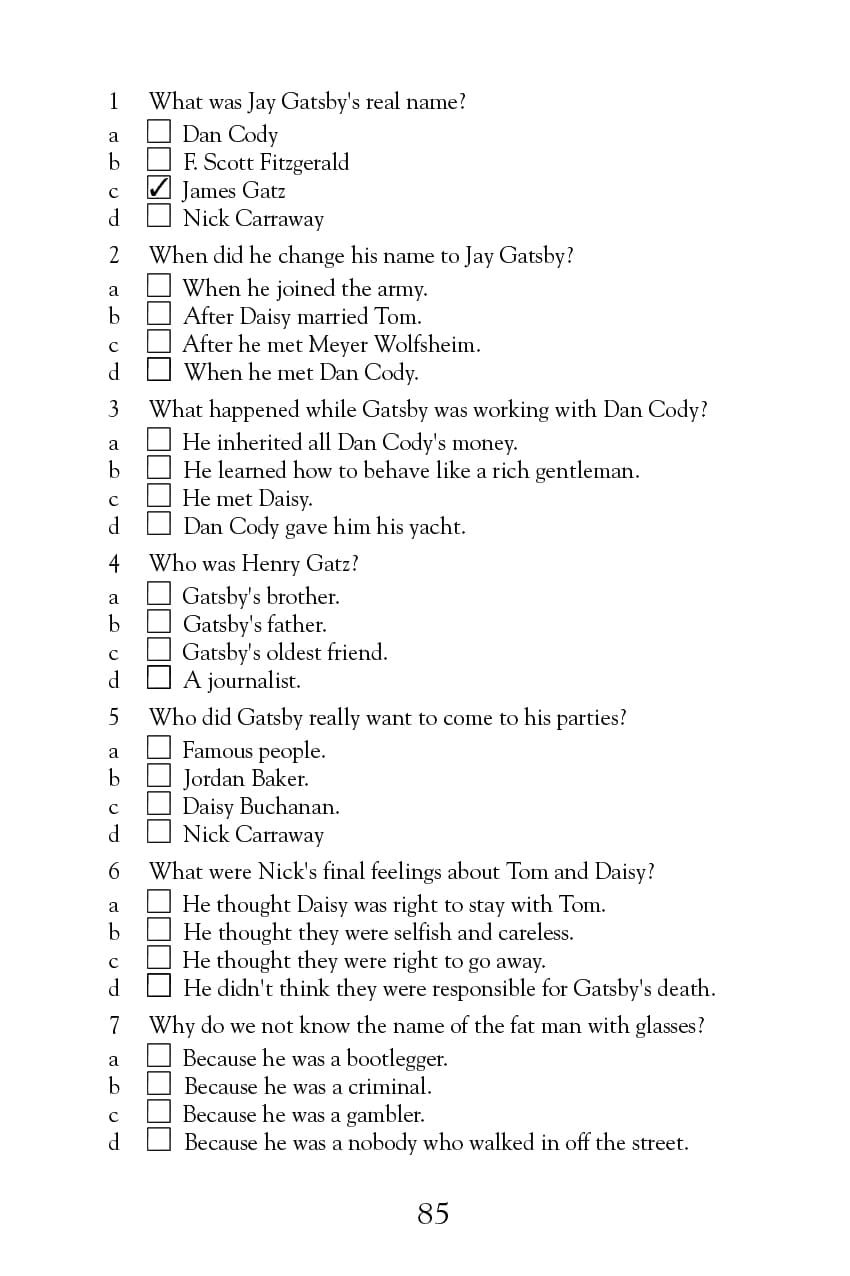 1 What was Jay Gatsby's real name?
a ☐ Dan Cody
b ☐ F. Scott Fitzgerald
c ☑ James Gatz
d ☐ Nick Carraway
2 When did he change his name to Jay Gatsby?
a ☐ When he joined the army.
b ☐ After Daisy married Tom.
c ☐ After he met Meyer Wolfsheim.
d ☐ When he met Dan Cody.
3 What happened while Gatsby was working with Dan Cody?
a ☐ He inherited all Dan Cody's money.
b ☐ He learned how to behave like a rich gentleman.
c ☐ He met Daisy.
d ☐ Dan Cody gave him his yacht.
4 Who was Henry Gatz?
a ☐ Gatsby's brother.
b ☐ Gatsby's father.
c ☐ Gatsby's oldest friend.
d ☐ A journalist.
5 Who did Gatsby really want to come to his parties?
a ☐ Famous people.
b ☐ Jordan Baker.
c ☐ Daisy Buchanan.
d ☐ Nick Carraway
6 What were Nick's final feelings about Tom and Daisy?
a ☐ He thought Daisy was right to stay with Tom.
b ☐ He thought they were selfish and careless.
c ☐ He thought they were right to go away.
d ☐ He didn't think they were responsible for Gatsby's death.
7 Why do we not know the name of the fat man with glasses?
a ☐ Because he was a bootlegger.
b ☐ Because he was a criminal.
c ☐ Because he was a gambler.
d ☐ Because he was a nobody who walked in off the street.
85